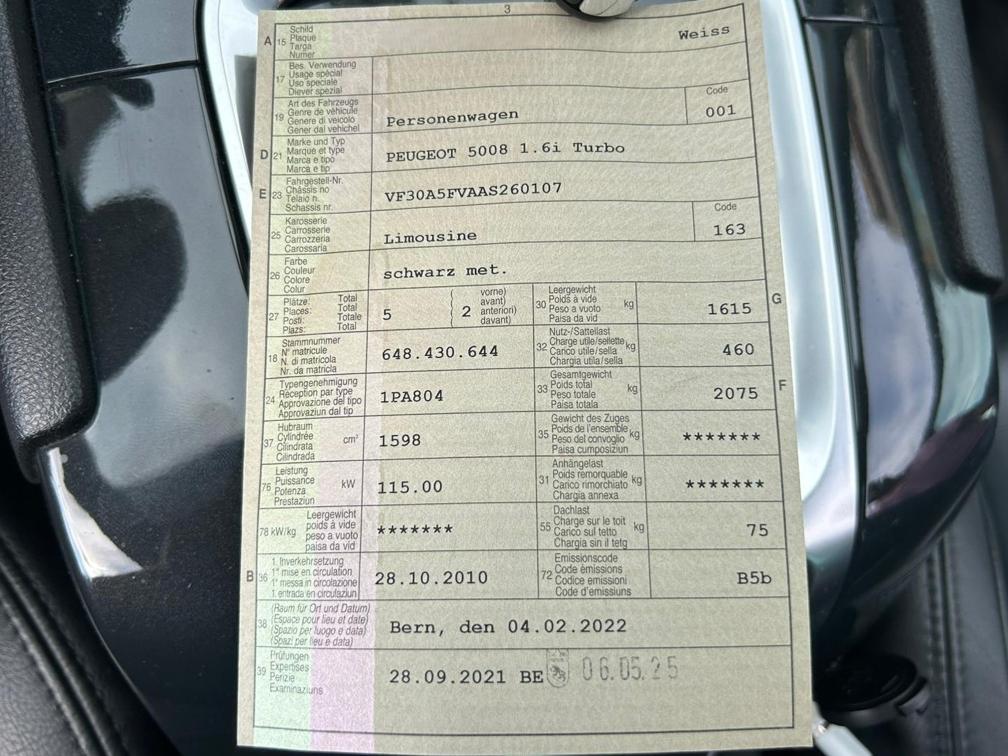 3
A 15 Schild
Plaque
Targa
Numer
Weiss
17 Bes. Verwendung
Usage spécial
Uso speciale
Diever spezial
19 Art des Fahrzeugs
Genre de véhicule
Genere di veicolo
Gener dal vehichel
Personenwagen
Code
001
D 21 Marke und Typ
Marque et type
Marca e tipo
Marca e tip
PEUGEOT 5008 1.6i Turbo
E 23 Fahrgestell-Nr.
Châssis no
Telaio n.
Schassis nr.
VF30A5FVAAS260107
25 Karosserie
Carrosserie
Carrozzeria
Carossaria
Limousine
Code
163
26 Farbe
Couleur
Colore
Colur
schwarz met.
27 Plätze: Total
Places: Total
Posti: Totale
Plazs: Total
5
vorne)
avant)
anteriori)
davant)
2
30 Leergewicht
Poids à vide
Peso a vuoto
Paisa da vid
kg
1615
G
18 Stammnummer
N° matricule
N. di matricola
Nr. da matricla
648.430.644
32 Nutz-/Sattellast
Charge utile/sellette
Carico utile/sella
Chargia utila/sella
kg
460
24 Typengenehmigung
Réception par type
Approvazione del tipo
Approvaziun dal tip
1PA804
33 Gesamtgewicht
Poids total
Peso totale
Paisa totala
kg
2075
F
37 Hubraum
Cylindrée
Cilindrata
Cilindrada
cm³
1598
35 Gewicht des Zuges
Poids de l'ensemble
Peso del convoglio
Paisa cumposiziun
kg
*******
76 Leistung
Puissance
Potenza
Prestaziun
kW
115.00
31 Anhängelast
Poids remorquable
Carico rimorchiato
Chargia annexa
kg
*******
78 kW/kg Leergewicht
poids à vide
peso a vuoto
paisa da vid
*******
55 Dachlast
Charge sur le toit
Carico sul tetto
Chargia sin il tetg
kg
75
B 36 1. Inverkehrsetzung
1re mise en circulation
1a messa in circolazione
1. entrada en circulaziun
28.10.2010
72 Emissionscode
Code émissions
Codice emissioni
Code d'emissiuns
B5b
38 (Raum für Ort und Datum)
(Espace pour lieu et date)
(Spazio per luogo e data)
(Spazi per lieu e data)
Bern, den 04.02.2022
39 Prüfungen
Expertises
Perizie
Examinaziuns
28.09.2021 BE 06.05.25